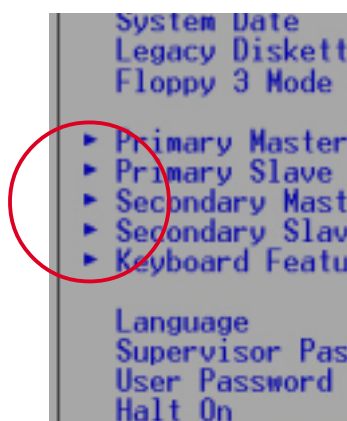 System Date
Legacy Diskett
Floppy 3 Mode
Primary Master
Primary Slave
Secondary Mast
Secondary Slav
Keyboard Featu
Language
Supervisor Pas
User Password
Halt On